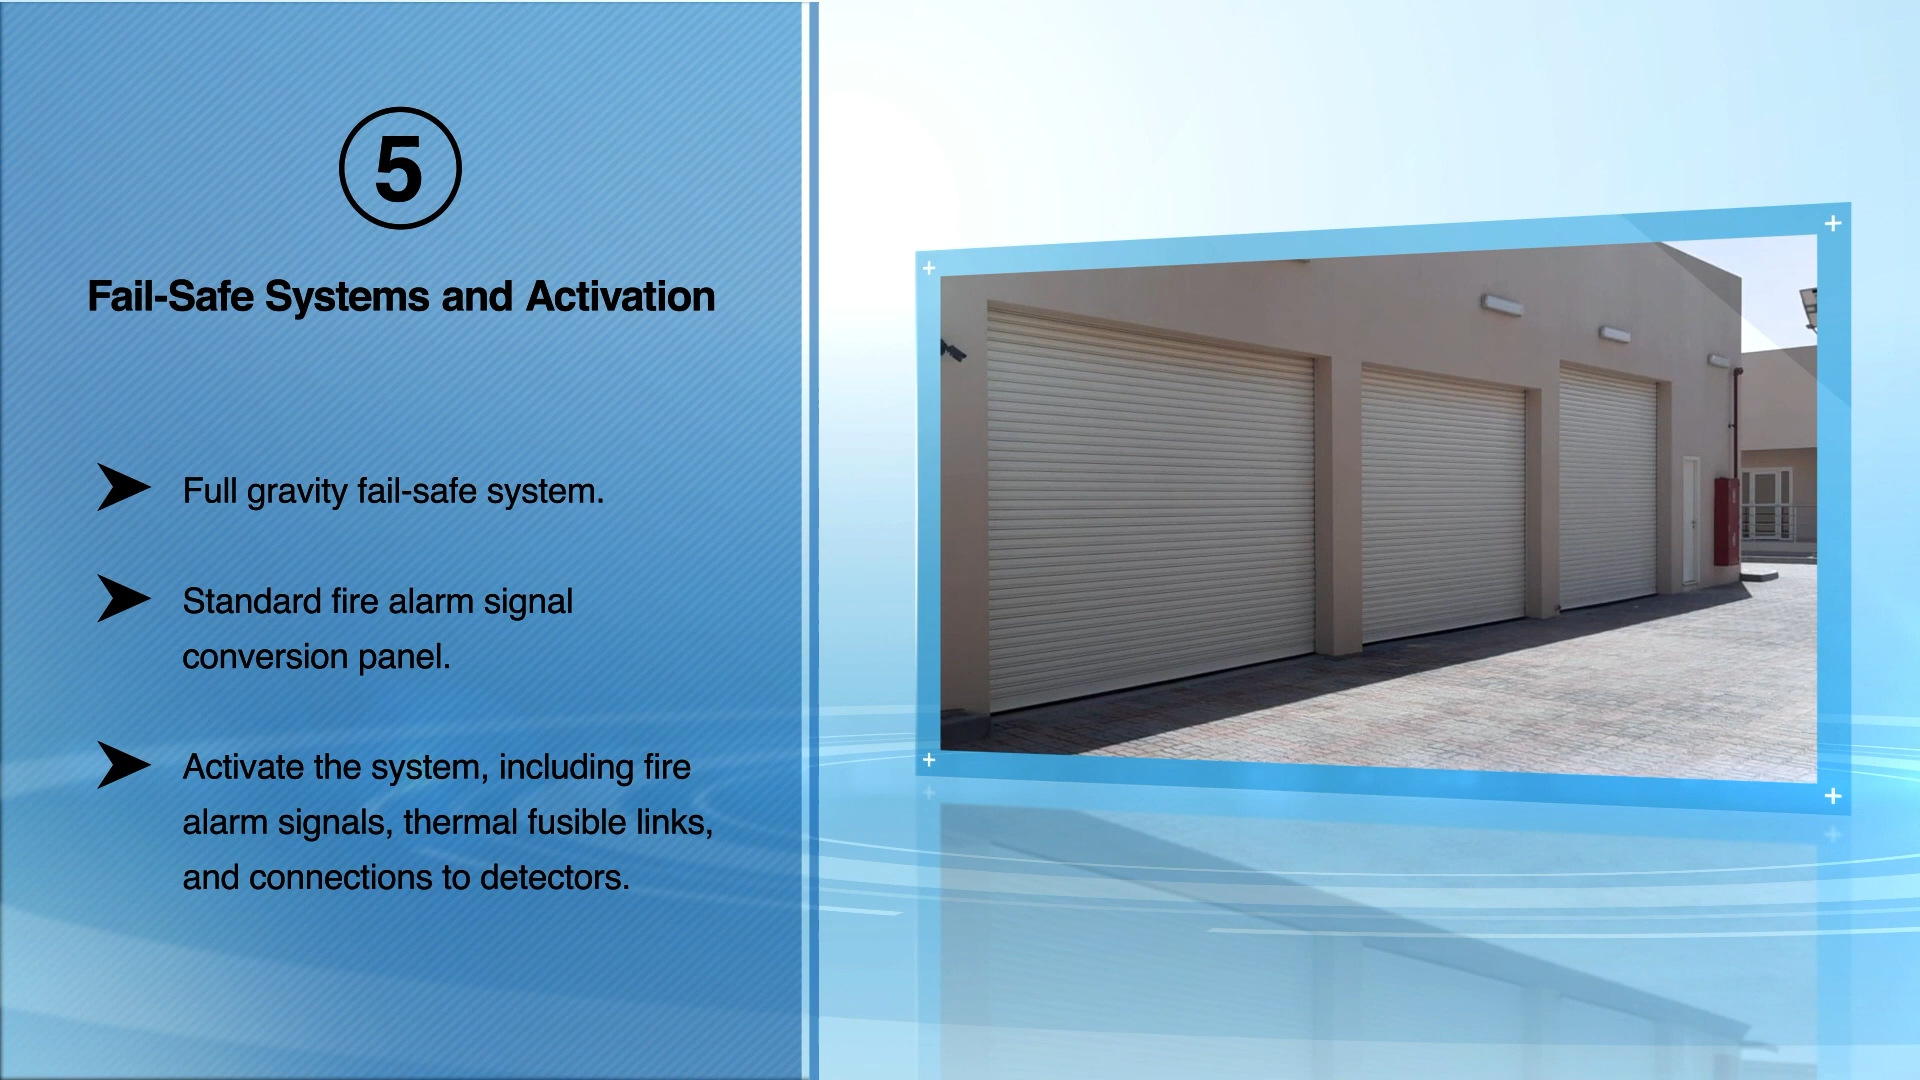 5
Fail-Safe Systems and Activation
Full gravity fail-safe system.
Standard fire alarm signal
conversion panel.
Activate the system, including fire
alarm signals, thermal fusible links,
and connections to detectors.